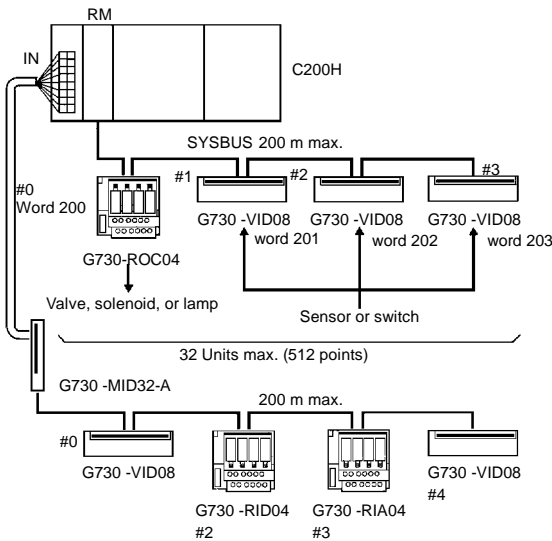 RM
IN
C200H
SYSBUS 200 m max.
#1
#2
#3
#0
Word 200
G730 -VID08
word 201
G730 -VID08
word 202
G730 -VID08
word 203
G730-ROC04
Valve, solenoid, or lamp
Sensor or switch
32 Units max. (512 points)
G730 -MID32-A
200 m max.
#0
G730 -VID08
G730 -RID04
#2
G730 -RIA04
#3
G730 -VID08
#4